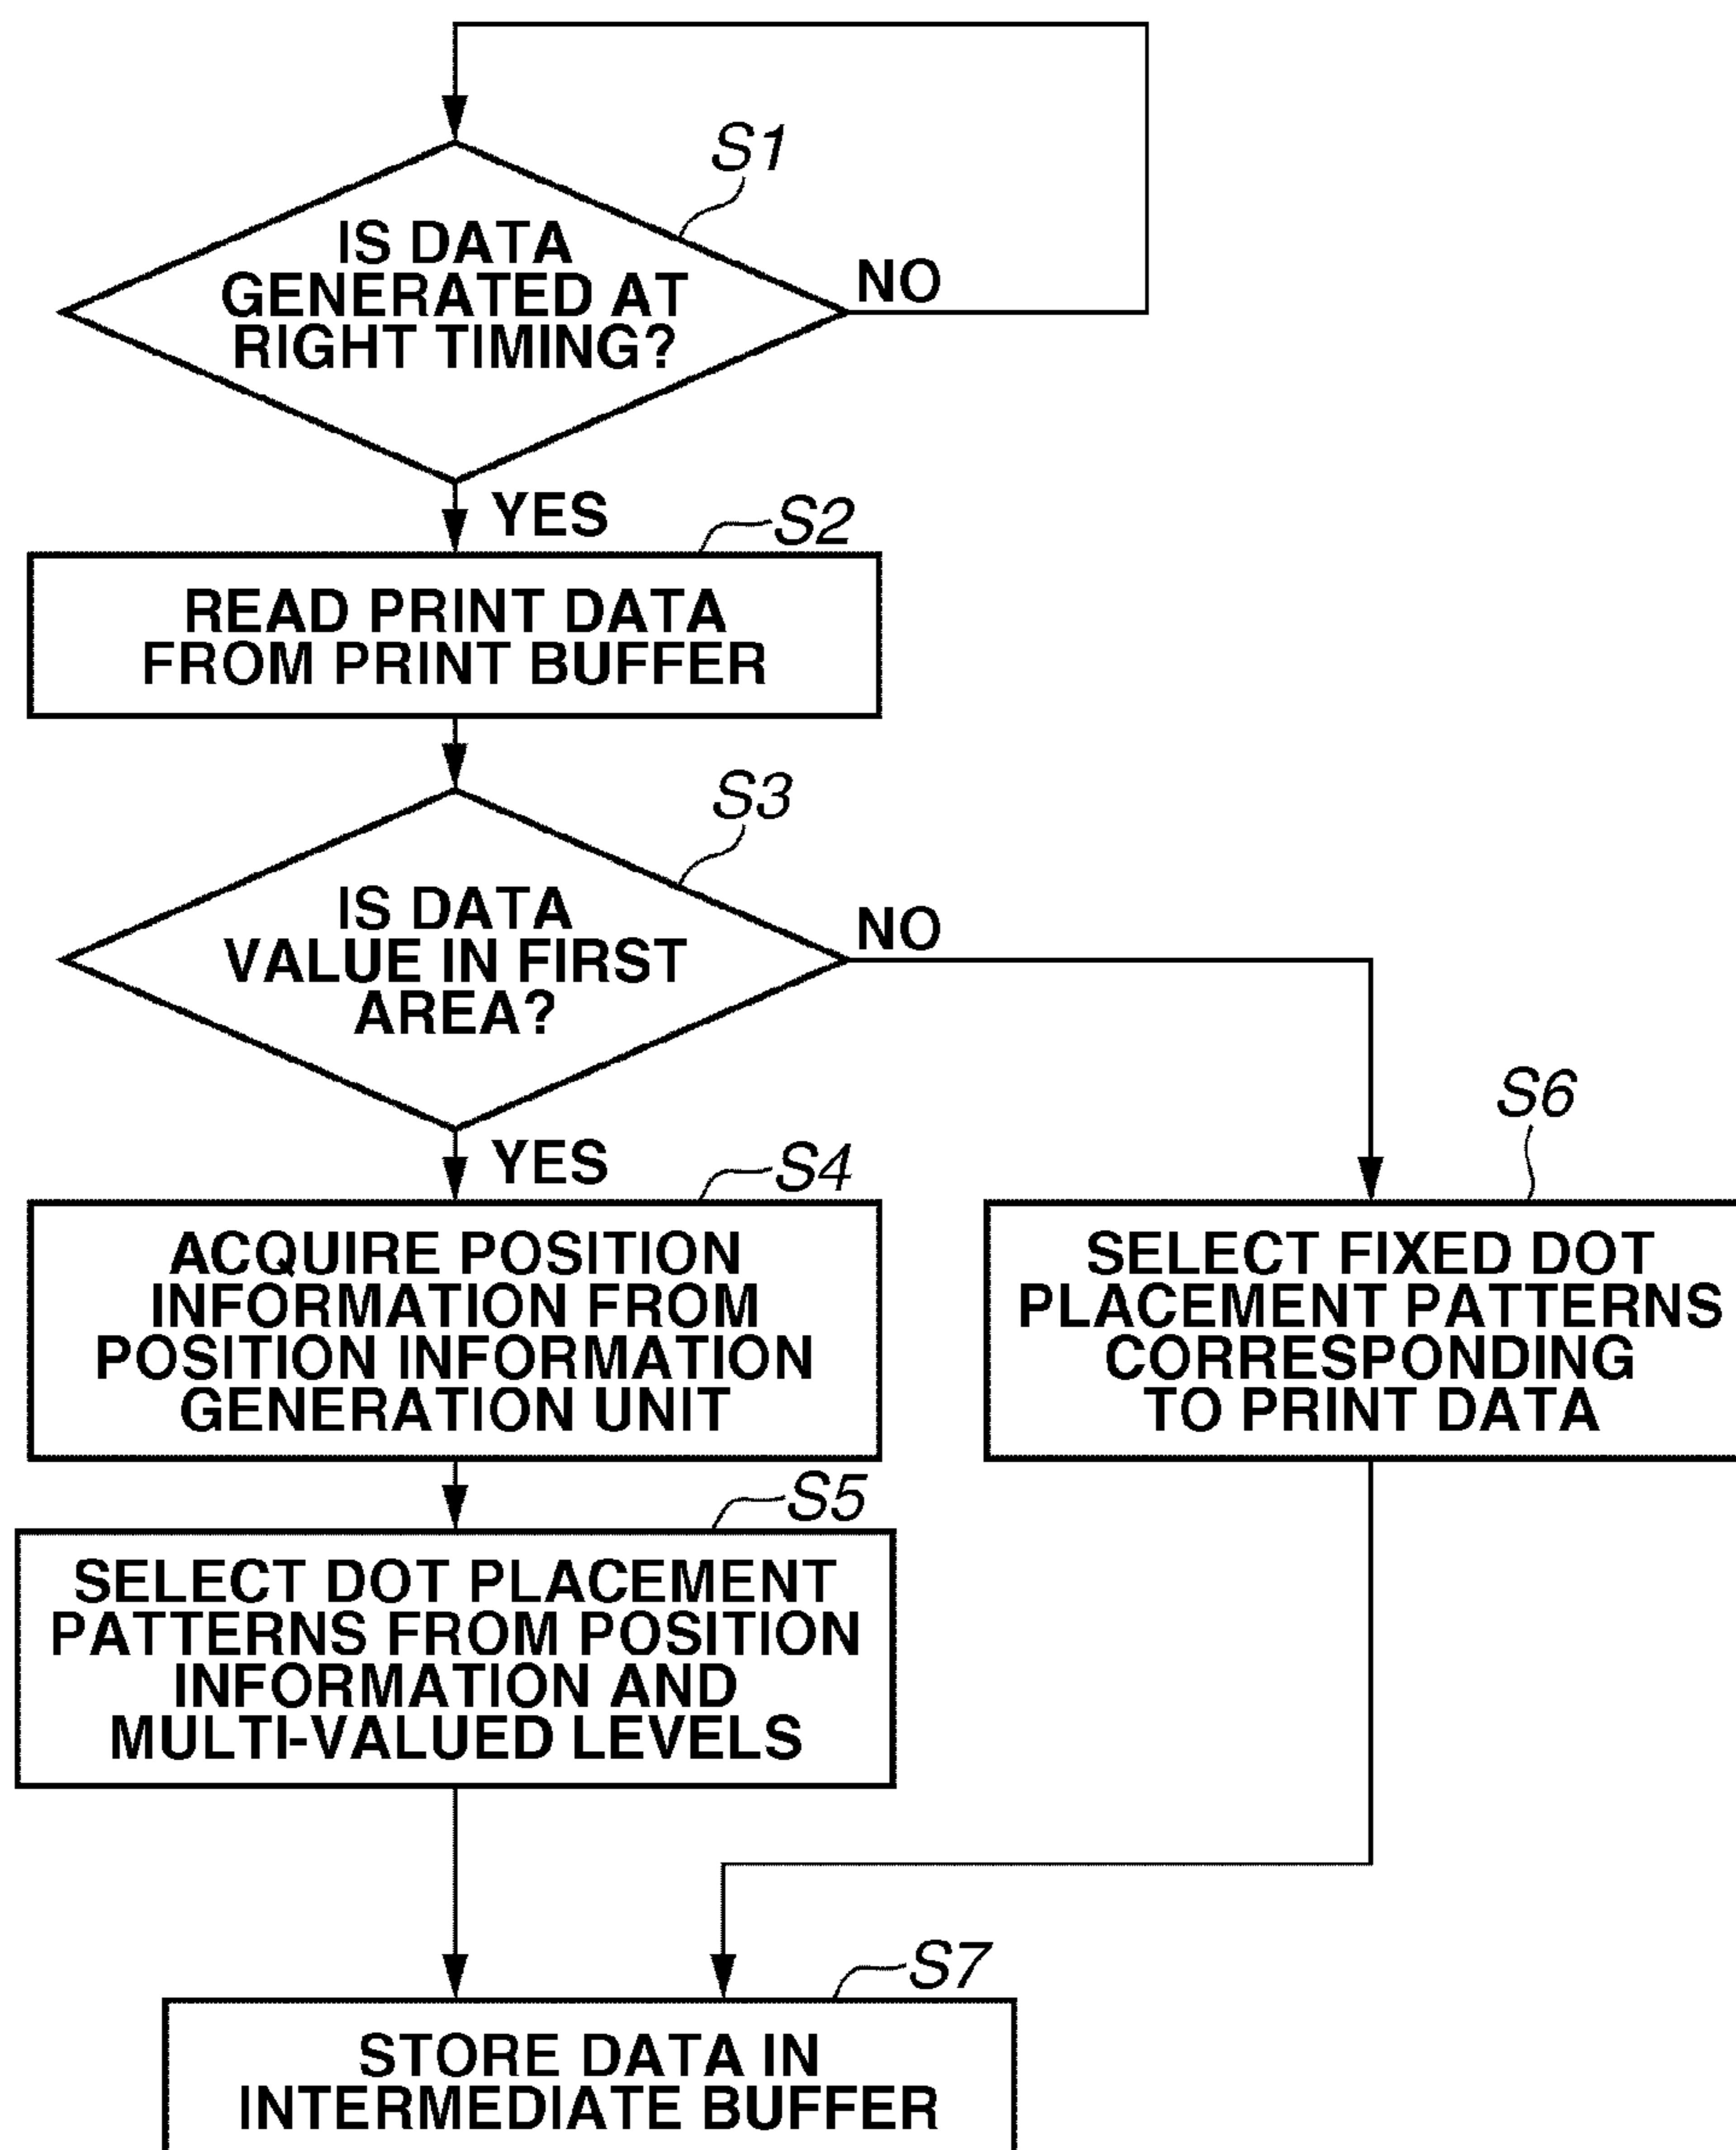 S1
IS DATA
GENERATED AT
RIGHT TIMING?
NO
YES
S2
READ PRINT DATA
FROM PRINT BUFFER
S3
IS DATA
VALUE IN FIRST
AREA?
NO
YES
S4
ACQUIRE POSITION
INFORMATION FROM
POSITION INFORMATION
GENERATION UNIT
S6
SELECT FIXED DOT
PLACEMENT PATTERNS
CORRESPONDING
TO PRINT DATA
S5
SELECT DOT PLACEMENT
PATTERNS FROM POSITION
INFORMATION AND
MULTI-VALUED LEVELS
S7
STORE DATA IN
INTERMEDIATE BUFFER